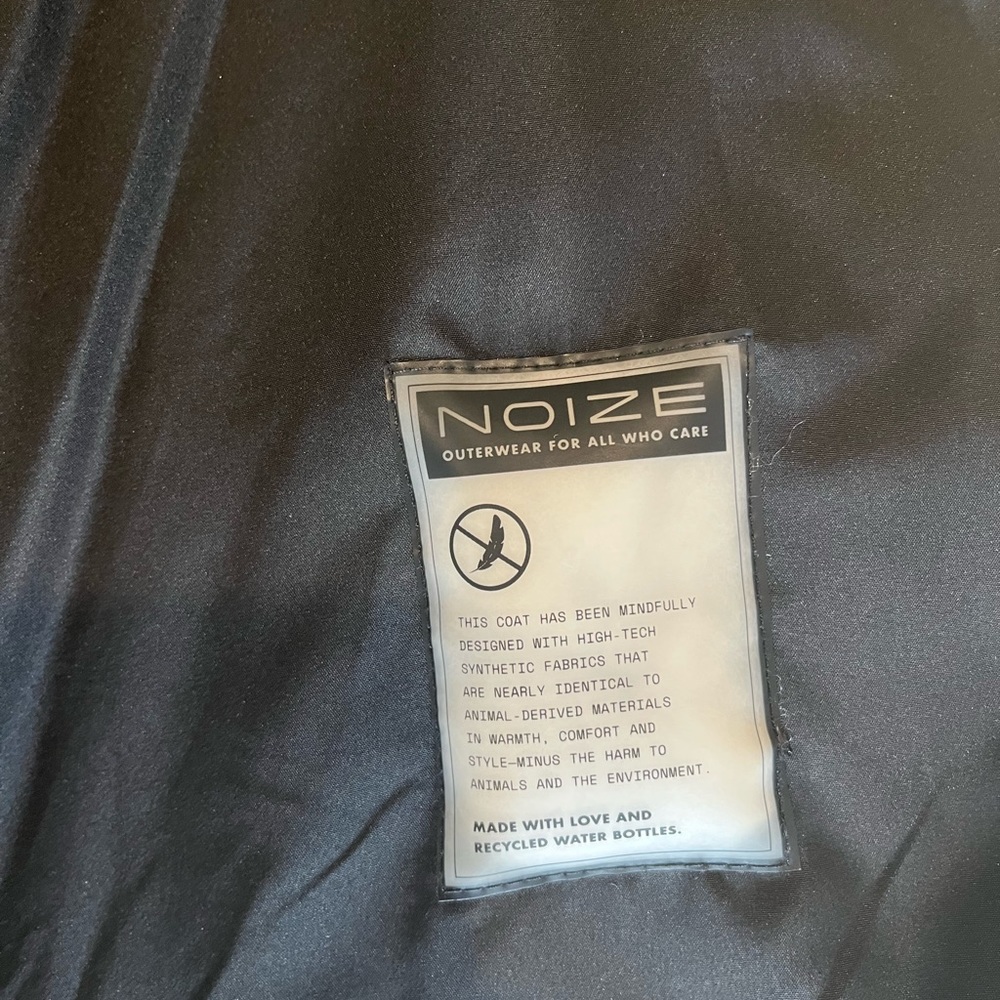 NOIZE
OUTERWEAR FOR ALL WHO CARE
THIS COAT HAS BEEN MINDFULLY
DESIGNED WITH HIGH-TECH
SYNTHETIC FABRICS THAT
ARE NEARLY IDENTICAL TO
ANIMAL-DERIVED MATERIALS
IN WARMTH, COMFORT AND
STYLE—MINUS THE HARM TO
ANIMALS AND THE ENVIRONMENT.
MADE WITH LOVE AND
RECYCLED WATER BOTTLES.